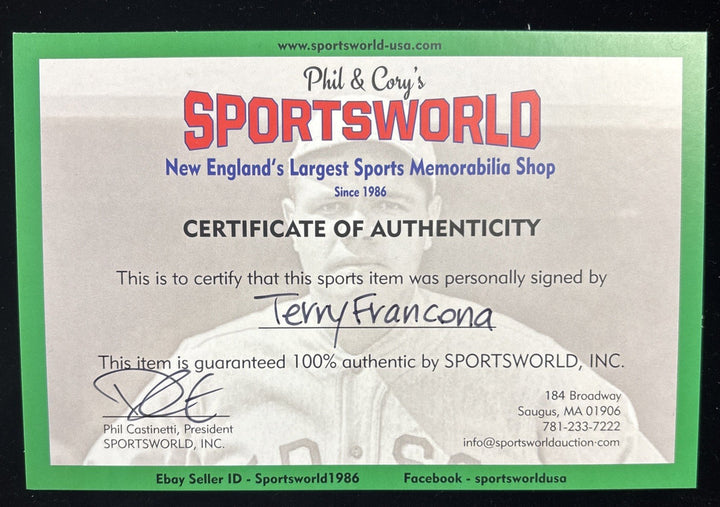 www.sportsworld-usa.com
Phil & Cory's
SPORTSWORLD
New England's Largest Sports Memorabilia Shop
Since 1986
CERTIFICATE OF AUTHENTICITY
This is to certify that this sports item was personally signed by
Terry Francona
This item is guaranteed 100% authentic by SPORTSWORLD, INC.
Phil Castinetti, President
SPORTSWORLD, INC.
184 Broadway
Saugus, MA 01906
781-233-7222
info@sportsworldauction.com
Ebay Seller ID - Sportsworld1986 Facebook - sportsworldusa